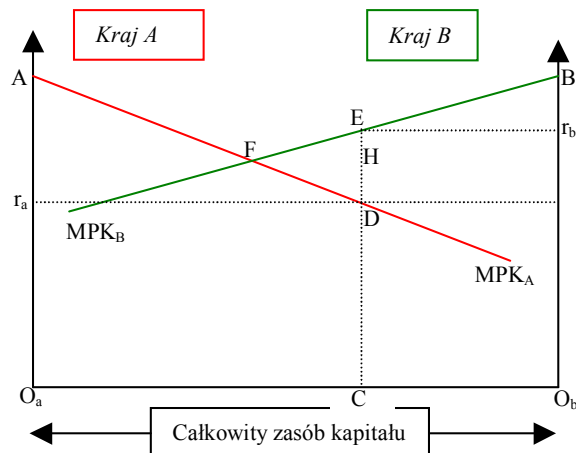 Kraj A
Kraj B
A
B
E
r_b
F
H
r_a
D
MPK_B
MPK_A
O_a
C
O_b
Całkowity zasób kapitału